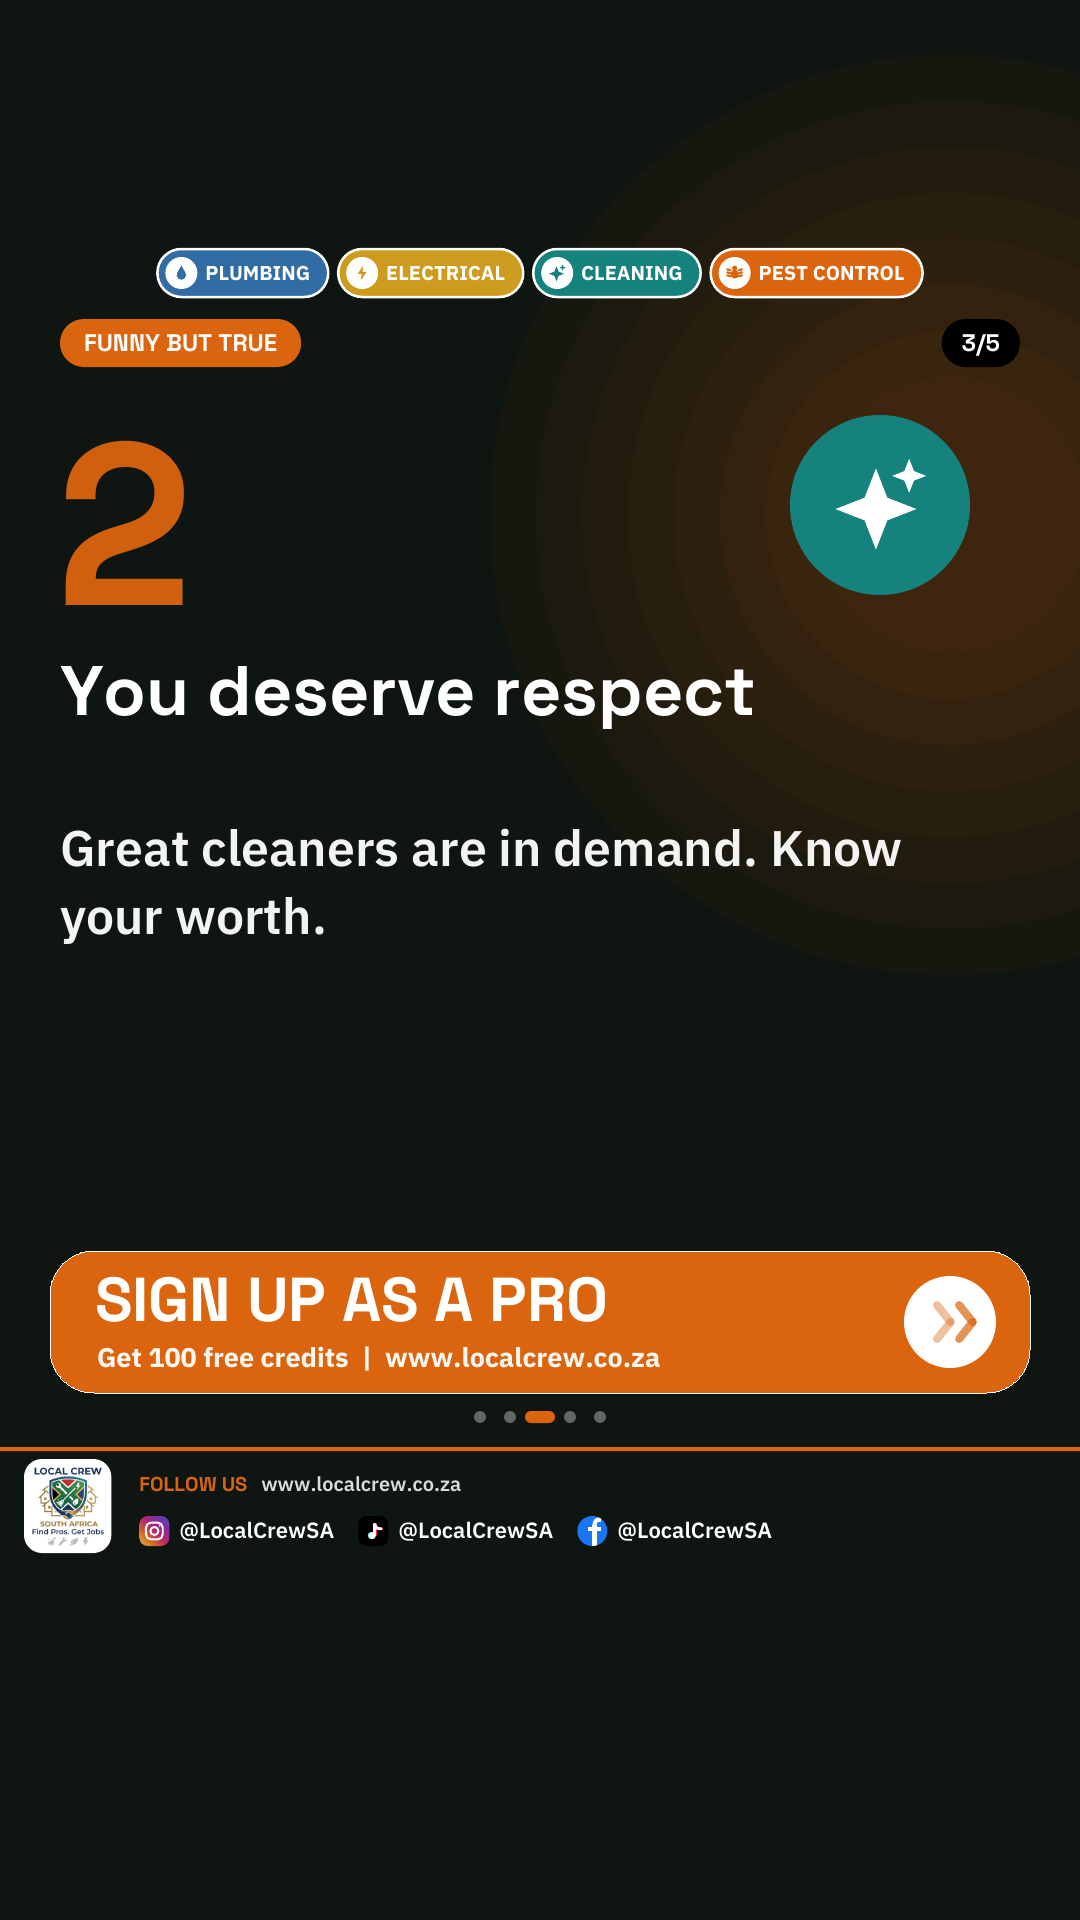 PLUMBING ELECTRICAL CLEANING PEST CONTROL
FUNNY BUT TRUE 3/5
2
You deserve respect
Great cleaners are in demand. Know
your worth.
SIGN UP AS A PRO
Get 100 free credits | www.localcrew.co.za
LOCAL CREW
SOUTH AFRICA
Find Pros. Get Jobs
FOLLOW US www.localcrew.co.za
@LocalCrewSA @LocalCrewSA @LocalCrewSA